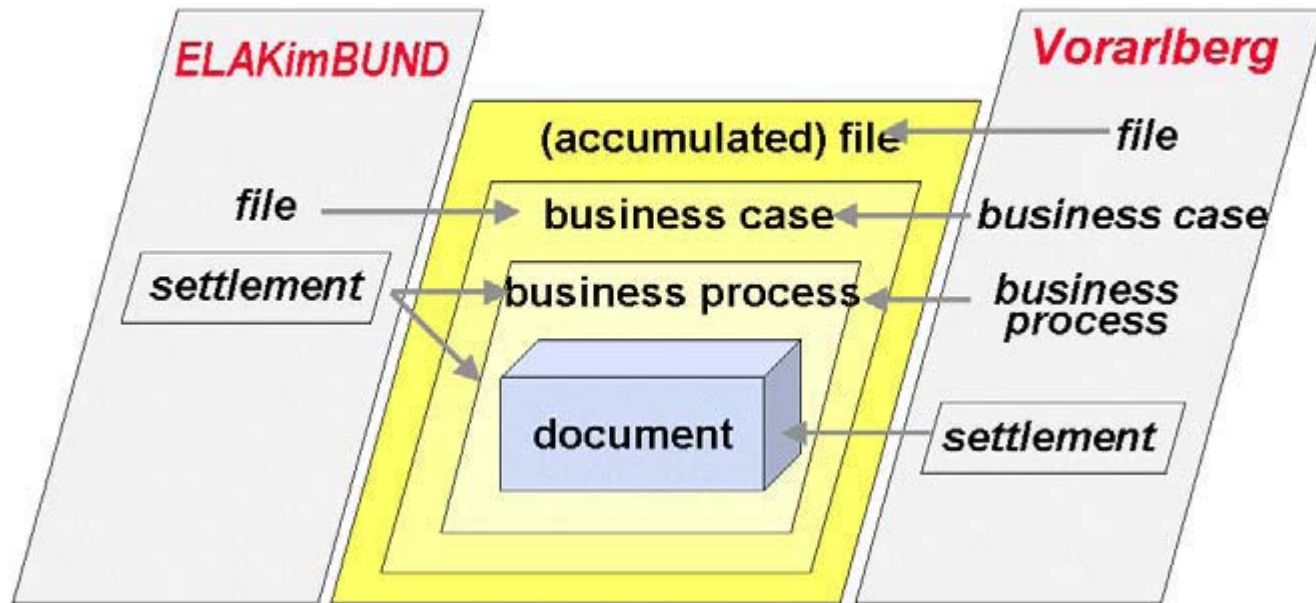 ELAKimBUND
file
settlement
(accumulated) file
business case
business process
document
Vorarlberg
file
business case
business
process
settlement